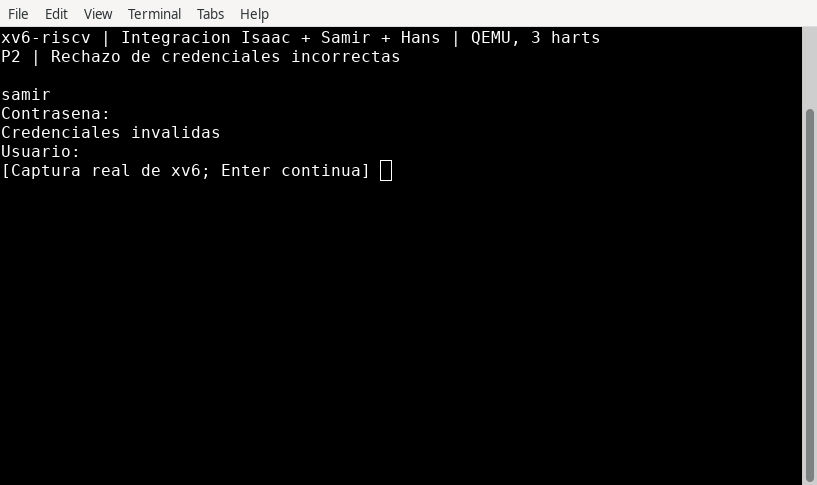 File Edit View Terminal Tabs Help
xv6-riscv | Integracion Isaac + Samir + Hans | QEMU, 3 harts
P2 | Rechazo de credenciales incorrectas
samir
Contrasena:
Credenciales invalidas
Usuario:
[Captura real de xv6; Enter continua]